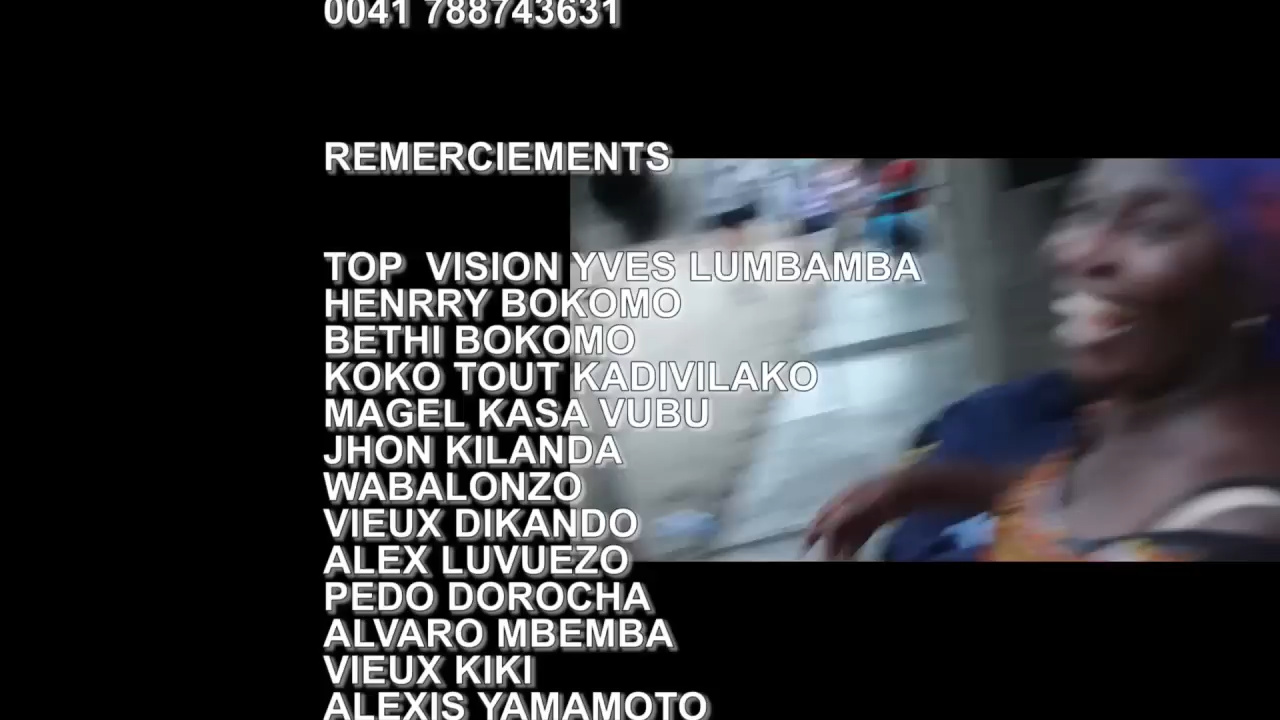 0041 788743631
REMERCIEMENTS
TOP VISION YVES LUMBAMBA
HENRRY BOKOMO
BETHI BOKOMO
KOKO TOUT KADIVILAKO
MAGEL KASA VUBU
JHON KILANDA
WABALONZO
VIEUX DIKANDO
ALEX LUVUEZO
PEDO DOROCHA
ALVARO MBEMBA
VIEUX KIKI
ALEXIS YAMAMOTO